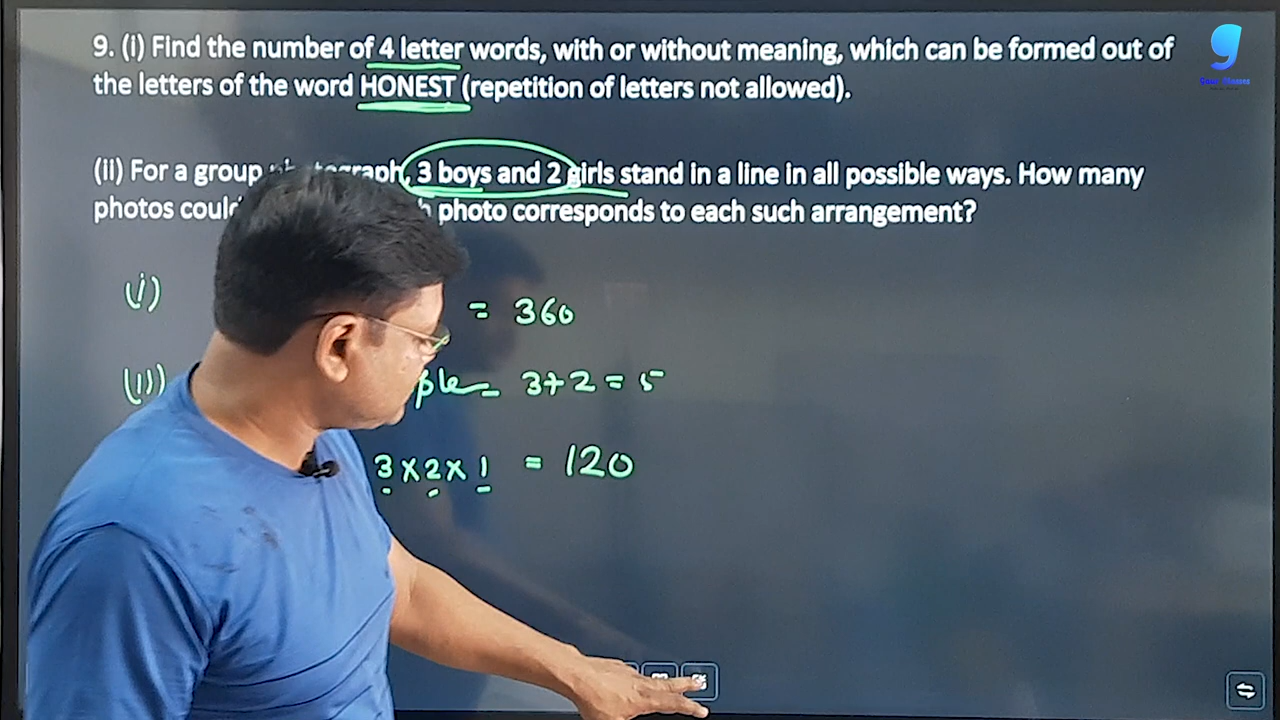 9. (i) Find the number of 4 letter words, with or without meaning, which can be formed out of
the letters of the word HONEST (repetition of letters not allowed).
(ii) For a group photograph, 3 boys and 2 girls stand in a line in all possible ways. How many
photos could photo corresponds to each such arrangement?
(i) = 360
(ii) 3+2 = 5
3 x 2 x 1 = 120